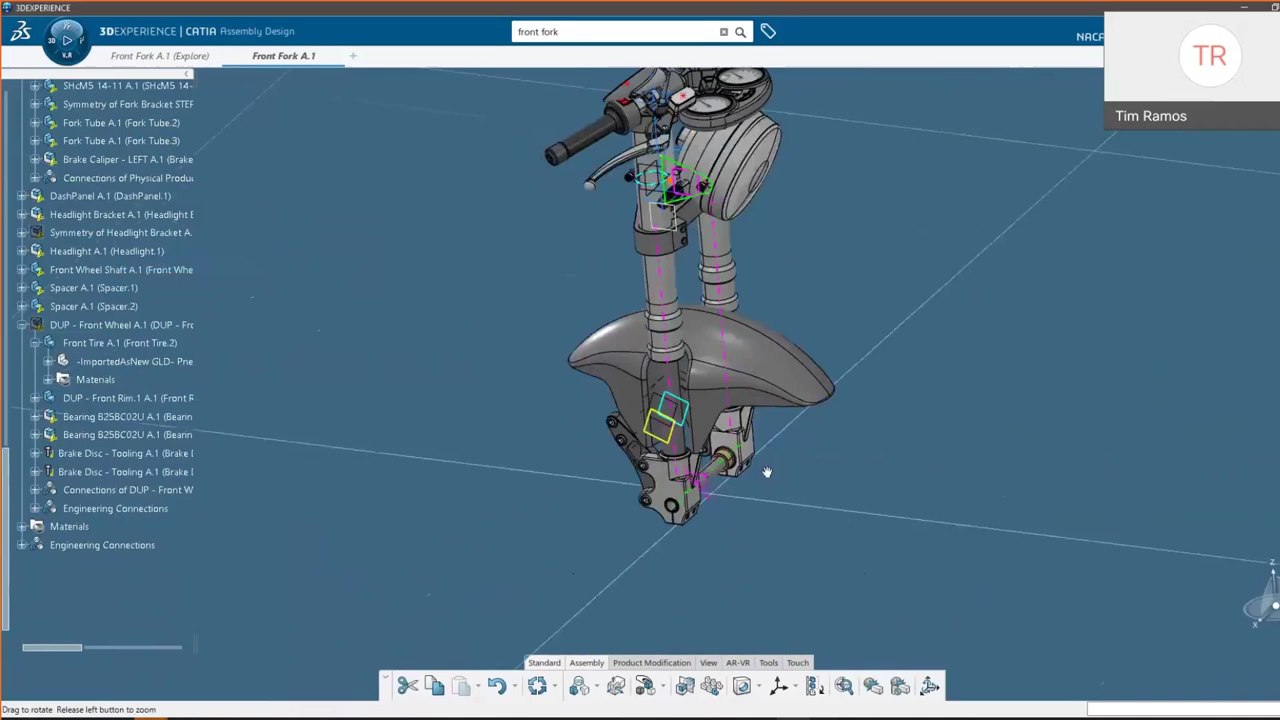 3DEXPERIENCE
3DEXPERIENCE | CATIA Assembly Design
front fork
NACA
TR
Tim Ramos
3D
V.R
Front Fork A.1 (Explore)
Front Fork A.1
SHcM5 14-11 A.1 (SHcM5 14-
Symmetry of Fork Bracket STEF
Fork Tube A.1 (Fork Tube.2)
Fork Tube A.1 (Fork Tube.3)
Brake Caliper - LEFT A.1 (Brake
Connections of Physical Produ
DashPanel A.1 (DashPanel.1)
Headlight Bracket A.1 (Headlight E
Symmetry of Headlight Bracket A.
Headlight A.1 (Headlight.1)
Front Wheel Shaft A.1 (Front Whe
Spacer A.1 (Spacer.1)
Spacer A.1 (Spacer.2)
DUP - Front Wheel A.1 (DUP - Frc
Front Tire A.1 (Front Tire.2)
-ImportedAsNew GLD- Pne
Materials
DUP - Front Rim.1 A.1 (Front R
Bearing B25BC02U A.1 (Bearin
Bearing B25BC02U A.1 (Bearin
Brake Disc - Tooling A.1 (Brake D
Brake Disc - Tooling A.1 (Brake D
Connections of DUP - Front W
Engineering Connections
Materials
Engineering Connections
z
x
Standard Assembly Product Modification View AR-VR Tools Touch
Drag to rotate Release left button to zoom